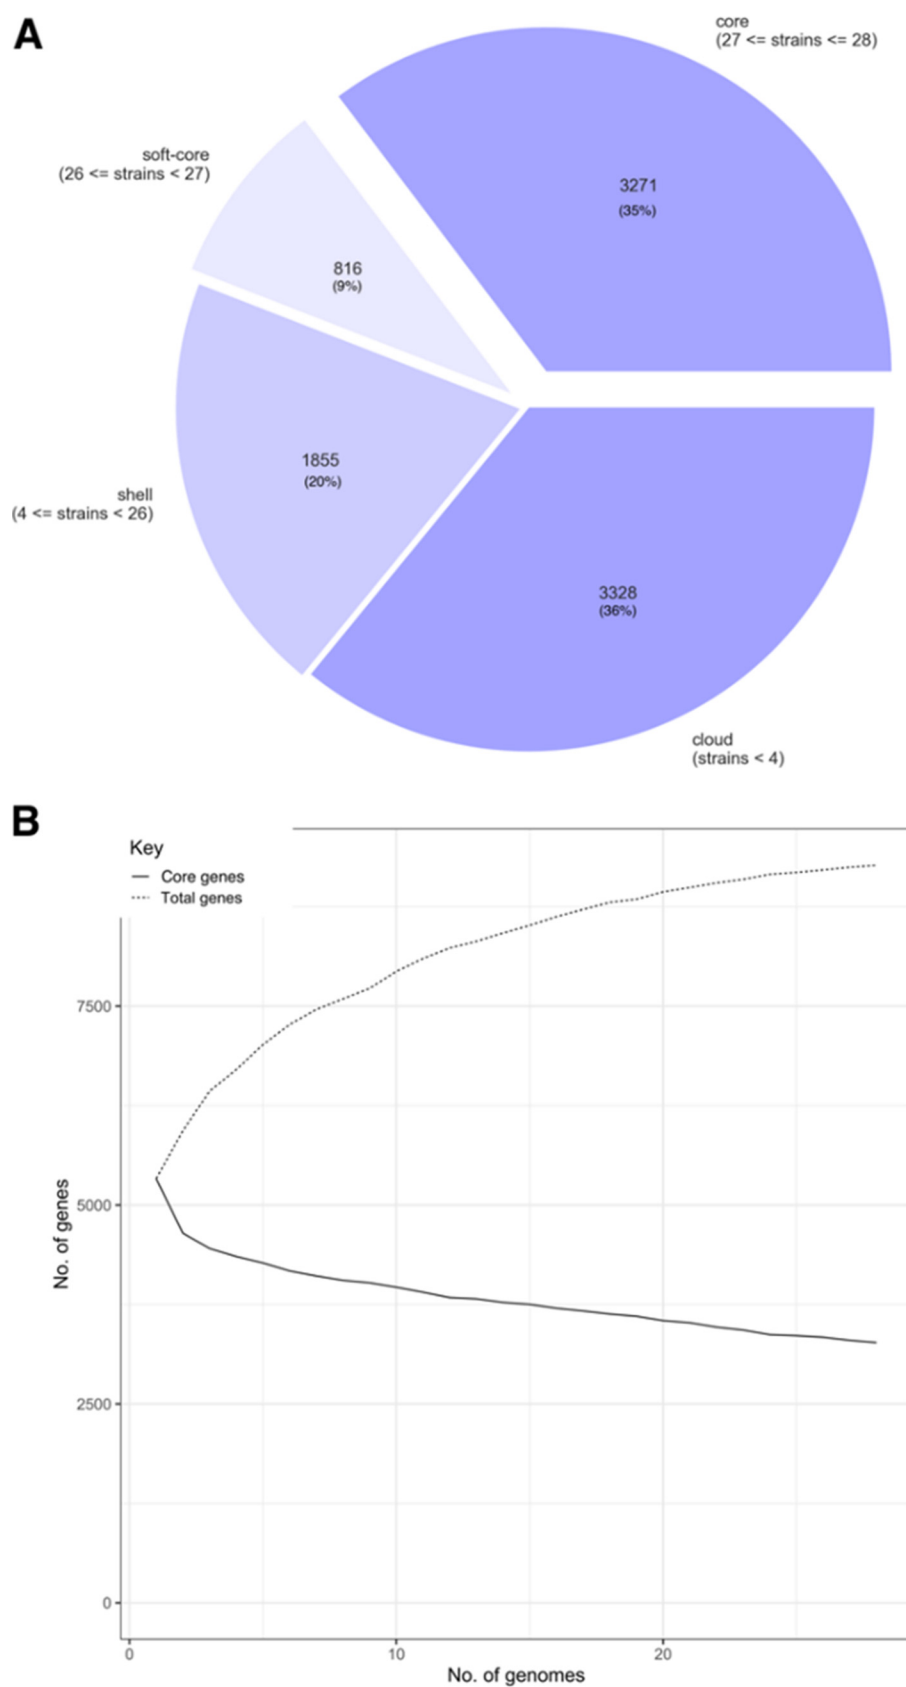 A
core
(27 <= strains <= 28)
soft-core
(26 <= strains < 27)
3271
(35%)
816
(9%)
1855
(20%)
shell
(4 <= strains < 26)
3328
(36%)
cloud
(strains < 4)
B
Key
Core genes
Total genes
7500
5000
2500
0
No. of genes
0
10
20
No. of genomes